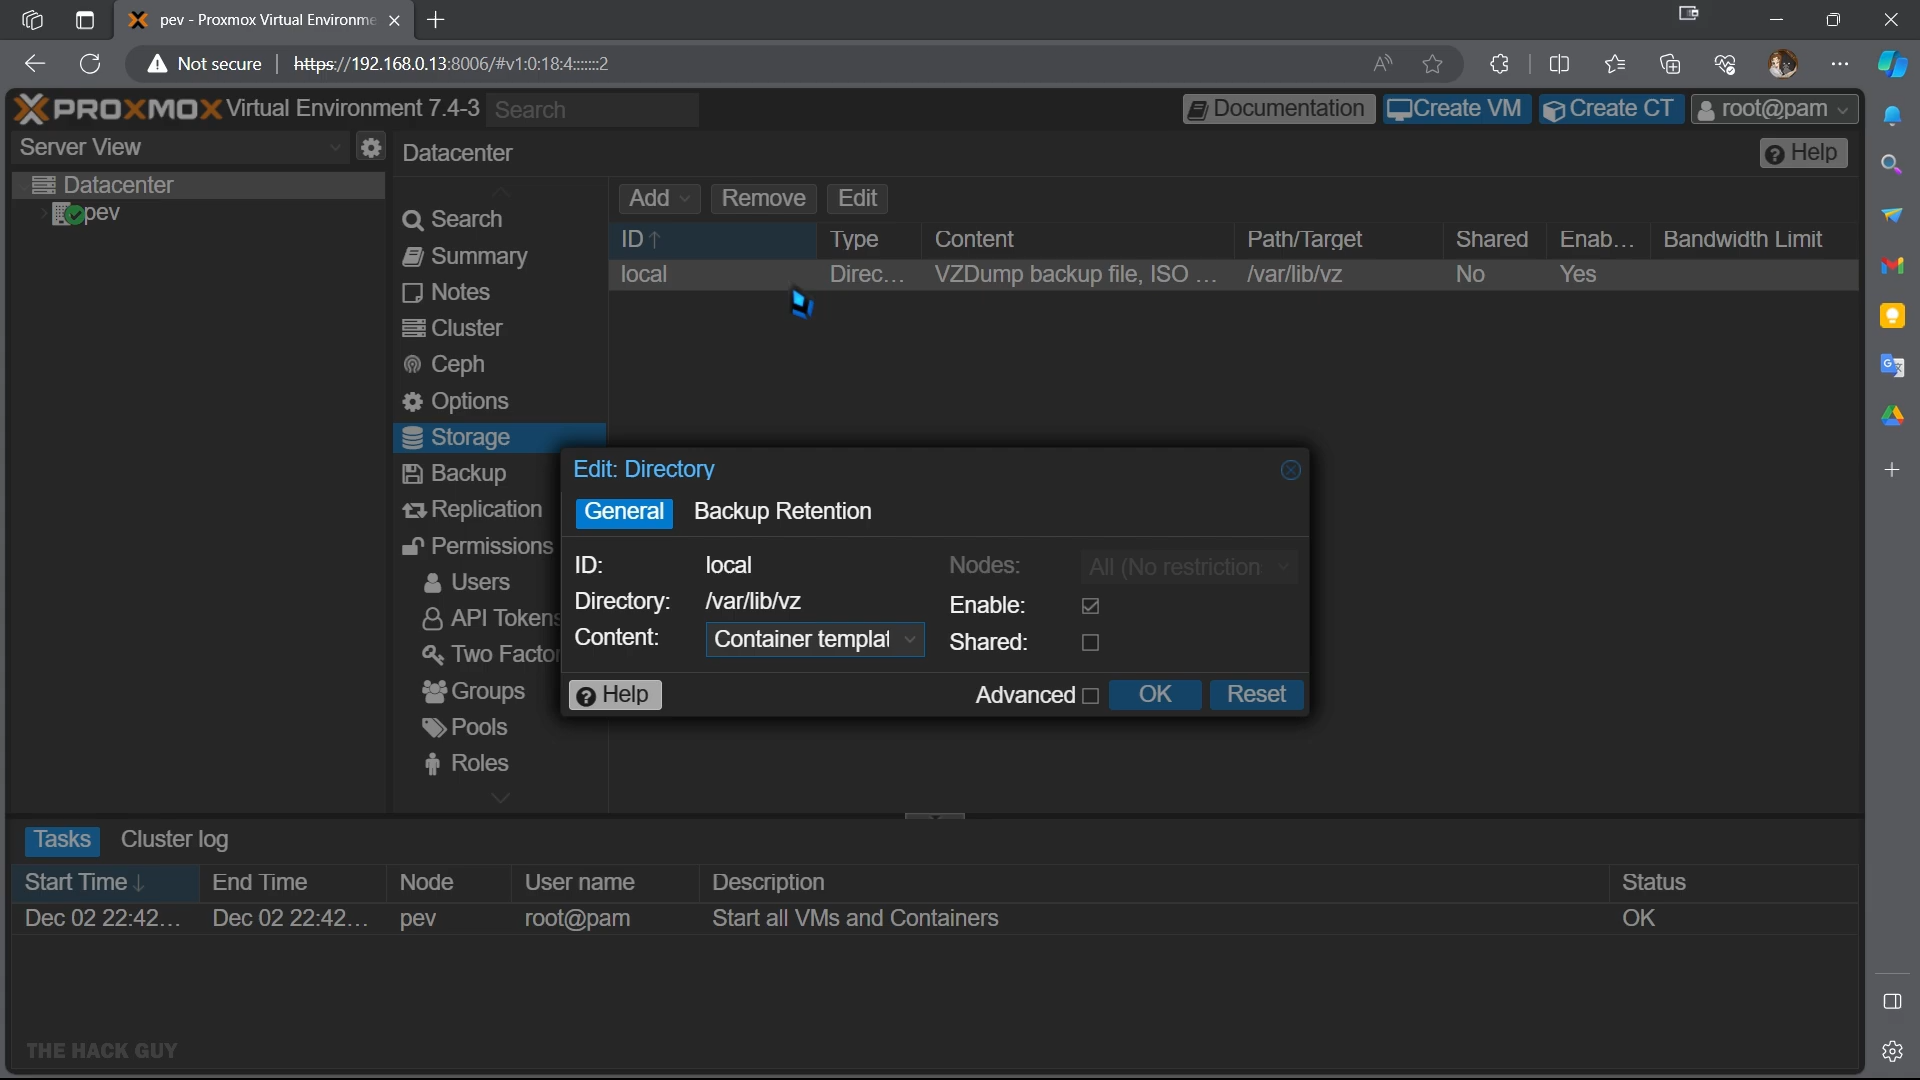 pev - Proxmox Virtual Environme
Not secure
https://192.168.0.13:8006/#v1:0:18:4:::::::2
PROXMOX Virtual Environment 7.4-3
Search
Documentation
Create VM
Create CT
root@pam
Server View
Datacenter
pev
Datacenter
Help
Search
Summary
Notes
Cluster
Ceph
Options
Storage
Backup
Replication
Permissions
Users
API Tokens
Two Factor
Groups
Pools
Roles
Add Remove Edit
ID Type Content Path/Target Shared Enab... Bandwidth Limit
local Direc... VZDump backup file, ISO ... /var/lib/vz No Yes
Edit: Directory
General Backup Retention
ID: local Nodes: All (No restriction
Directory: /var/lib/vz Enable:
Content: Container templat Shared:
Help Advanced OK Reset
Tasks Cluster log
Start Time End Time Node User name Description Status
Dec 02 22:42... Dec 02 22:42... pev root@pam Start all VMs and Containers OK
THE HACK GUY